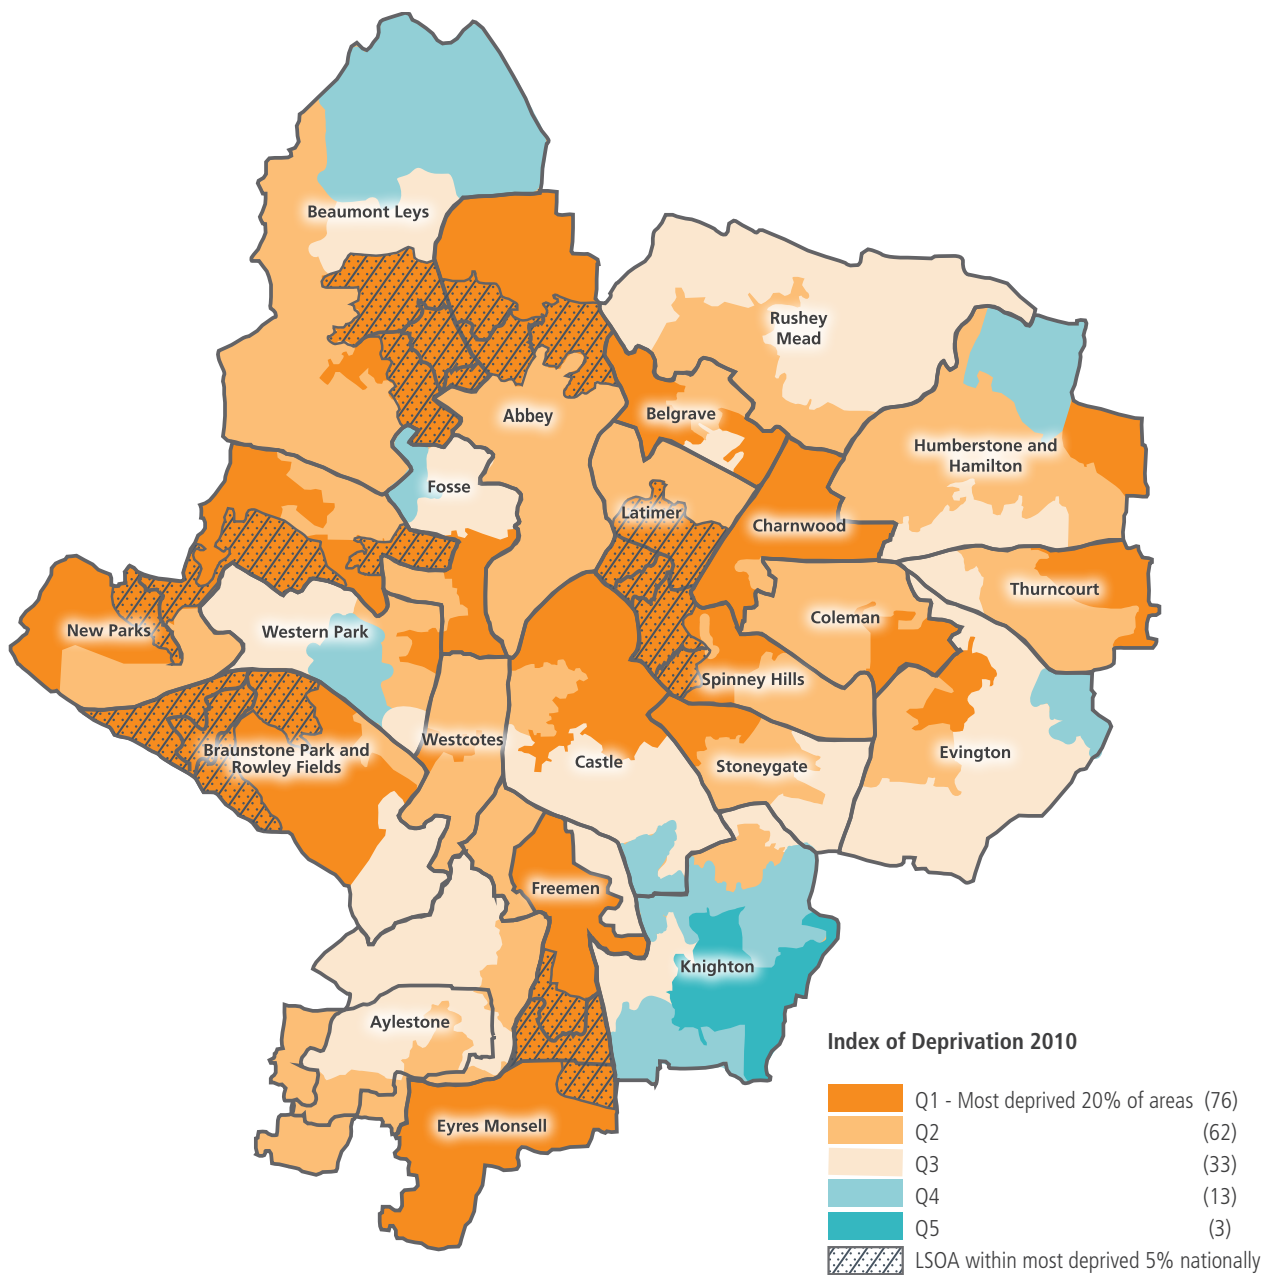 Beaumont Leys
Rushey
Mead
Abbey
Belgrave
Humberstone and
Hamilton
Fosse
Latimer
Charnwood
Thurncourt
Coleman
New Parks
Western Park
Spinney Hills
Westcotes
Braunstone Park and
Rowley Fields
Castle
Stoneygate
Evington
Freemen
Knighton
Aylestone
Eyres Monsell
Index of Deprivation 2010
Q1 - Most deprived 20% of areas (76)
Q2 (62)
Q3 (33)
Q4 (13)
Q5 (3)
LSOA within most deprived 5% nationally